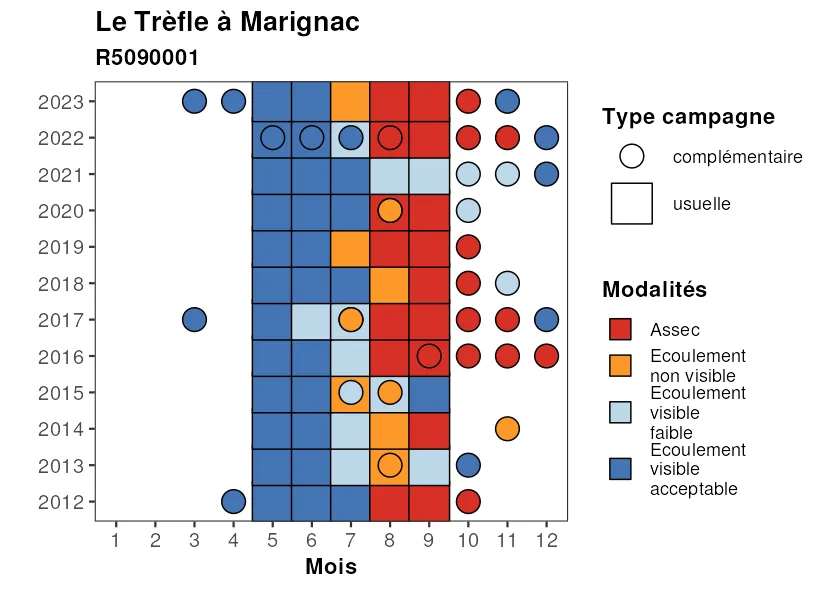 Le Trèfle à Marignac
R5090001
2023
2022
2021
2020
2019
2018
2017
2016
2015
2014
2013
2012
1 2 3 4 5 6 7 8 9 10 11 12
Mois
Type campagne
complémentaire
usuelle
Modalités
Assec
Ecoulement
non visible
Ecoulement
visible
faible
Ecoulement
visible
acceptable